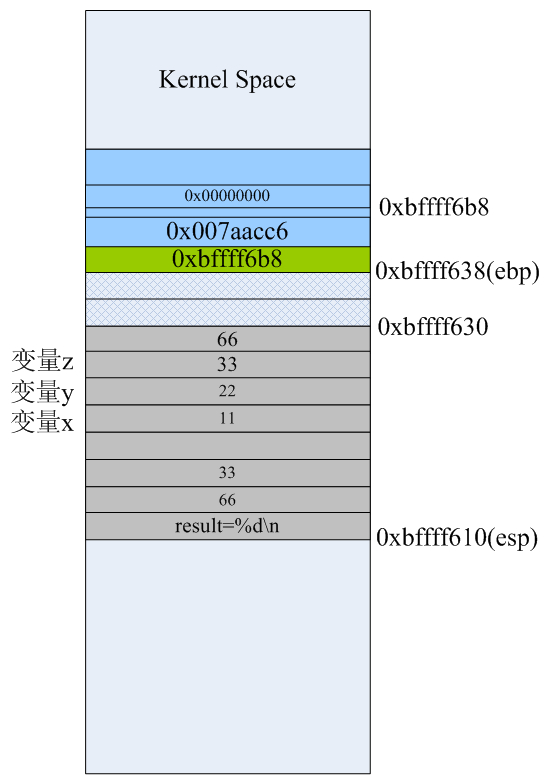 Kernel Space
0x00000000
0xbffff6b8
0x007aacc6
0xbffff6b8
0xbffff638(ebp)
0xbffff630
66
变量z
33
变量y
22
变量x
11
33
66
result=%d\n
0xbffff610(esp)